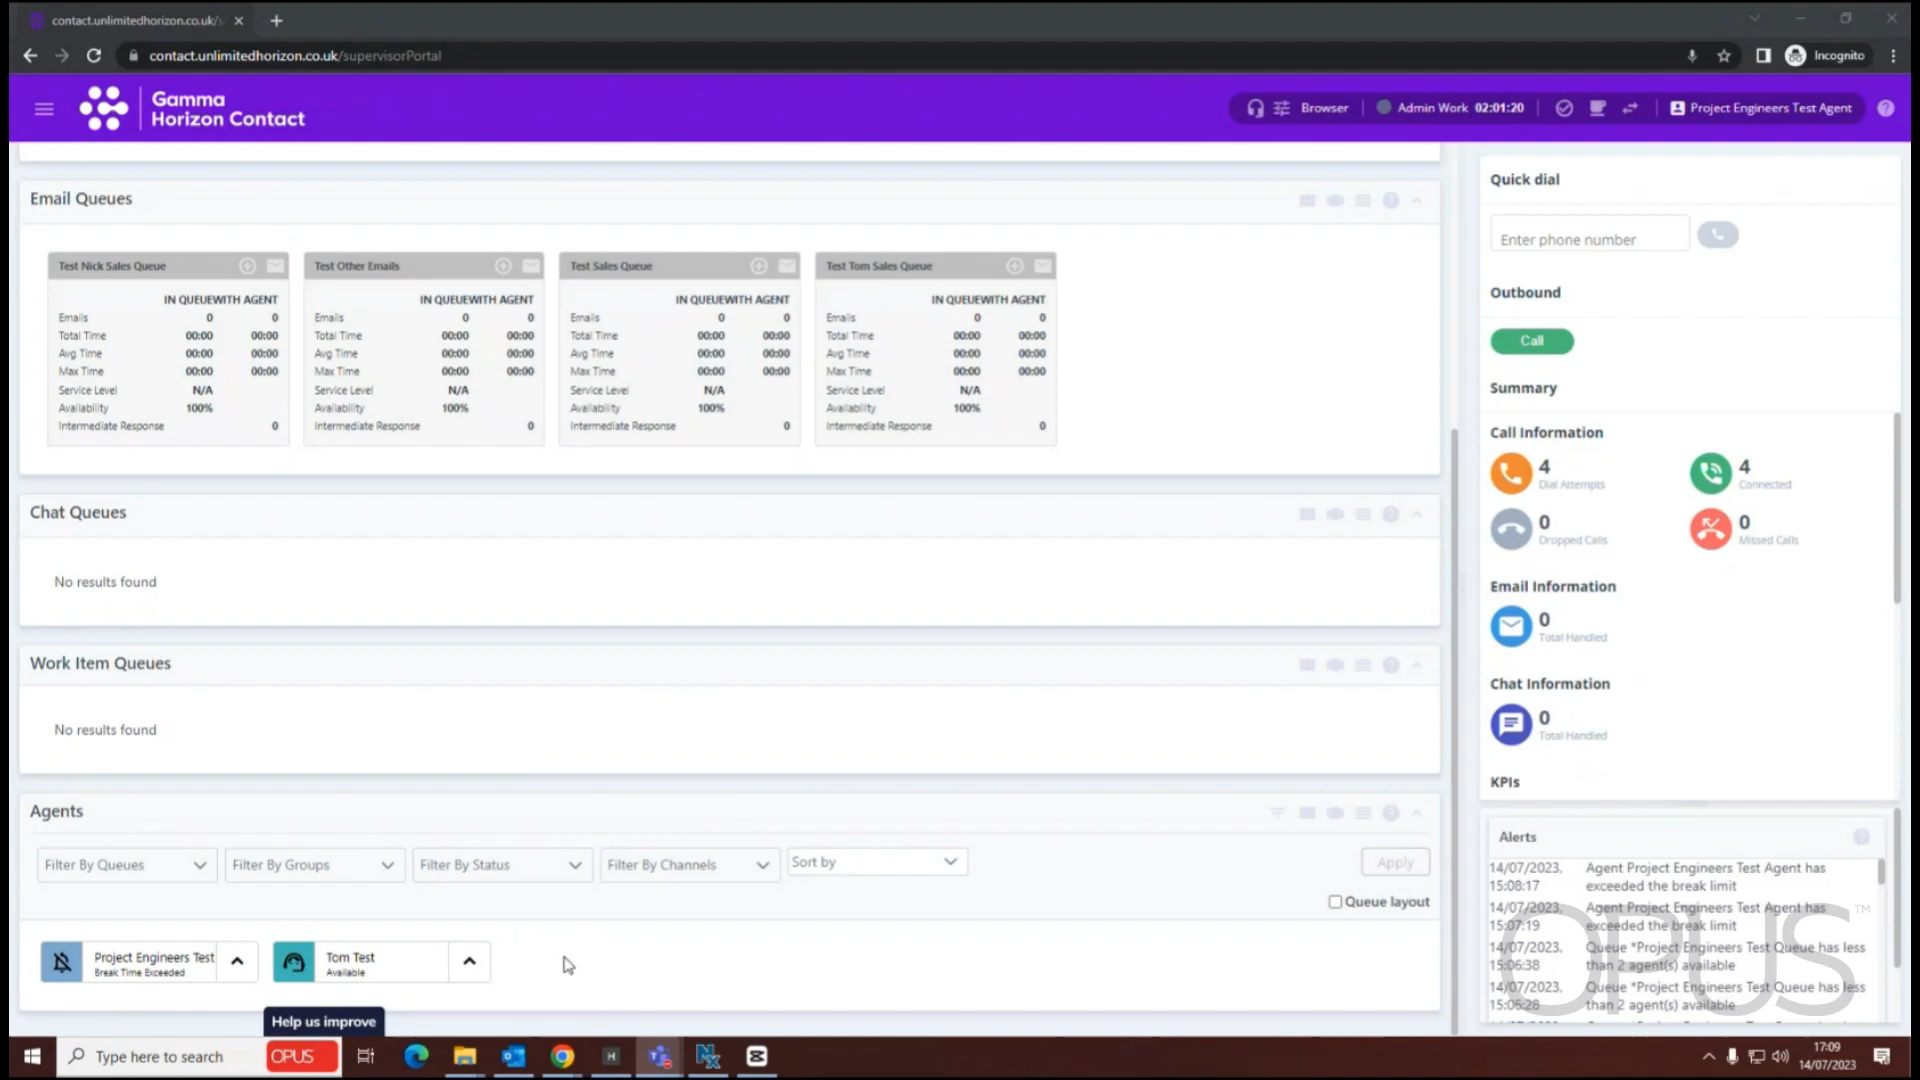 contact.unlimitedhorizon.co.uk/s
contact.unlimitedhorizon.co.uk/supervisorPortal
Incognito
Gamma
Horizon Contact
Browser
Admin Work 02:01:20
Project Engineers Test Agent
Email Queues
Test Nick Sales Queue
IN QUEUEWITH AGENT
Emails 0 0
Total Time 00:00 00:00
Avg Time 00:00 00:00
Max Time 00:00 00:00
Service Level N/A
Availability 100%
Intermediate Response 0
Test Other Emails
IN QUEUEWITH AGENT
Emails 0 0
Total Time 00:00 00:00
Avg Time 00:00 00:00
Max Time 00:00 00:00
Service Level N/A
Availability 100%
Intermediate Response 0
Test Sales Queue
IN QUEUEWITH AGENT
Emails 0 0
Total Time 00:00 00:00
Avg Time 00:00 00:00
Max Time 00:00 00:00
Service Level N/A
Availability 100%
Intermediate Response 0
Test Tom Sales Queue
IN QUEUEWITH AGENT
Emails 0 0
Total Time 00:00 00:00
Avg Time 00:00 00:00
Max Time 00:00 00:00
Service Level N/A
Availability 100%
Intermediate Response 0
Chat Queues
No results found
Work Item Queues
No results found
Agents
Filter By Queues
Filter By Groups
Filter By Status
Filter By Channels
Sort by
Apply
Queue layout
Project Engineers Test
Break Time Exceeded
Tom Test
Available
Help us improve
Quick dial
Enter phone number
Outbound
Call
Summary
Call Information
4
Dial Attempts
4
Connected
0
Dropped Calls
0
Missed Calls
Email Information
0
Total Handled
Chat Information
0
Total Handled
KPIs
Alerts
14/07/2023, Agent Project Engineers Test Agent has
15:08:17 exceeded the break limit
14/07/2023, Agent Project Engineers Test Agent has
15:07:19 exceeded the break limit
14/07/2023, Queue *Project Engineers Test Queue has less
15:06:38 than 2 agent(s) available
14/07/2023, Queue *Project Engineers Test Queue has less
15:06:28 than 2 agent(s) available
OPUS™
Type here to search
OPUS
H
17:09
14/07/2023